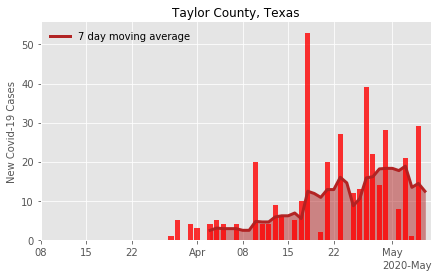 Taylor County, Texas
7 day moving average
New Covid-19 Cases
50
40
30
20
10
0
08 15 22 Apr 08 15 22 May
2020-May